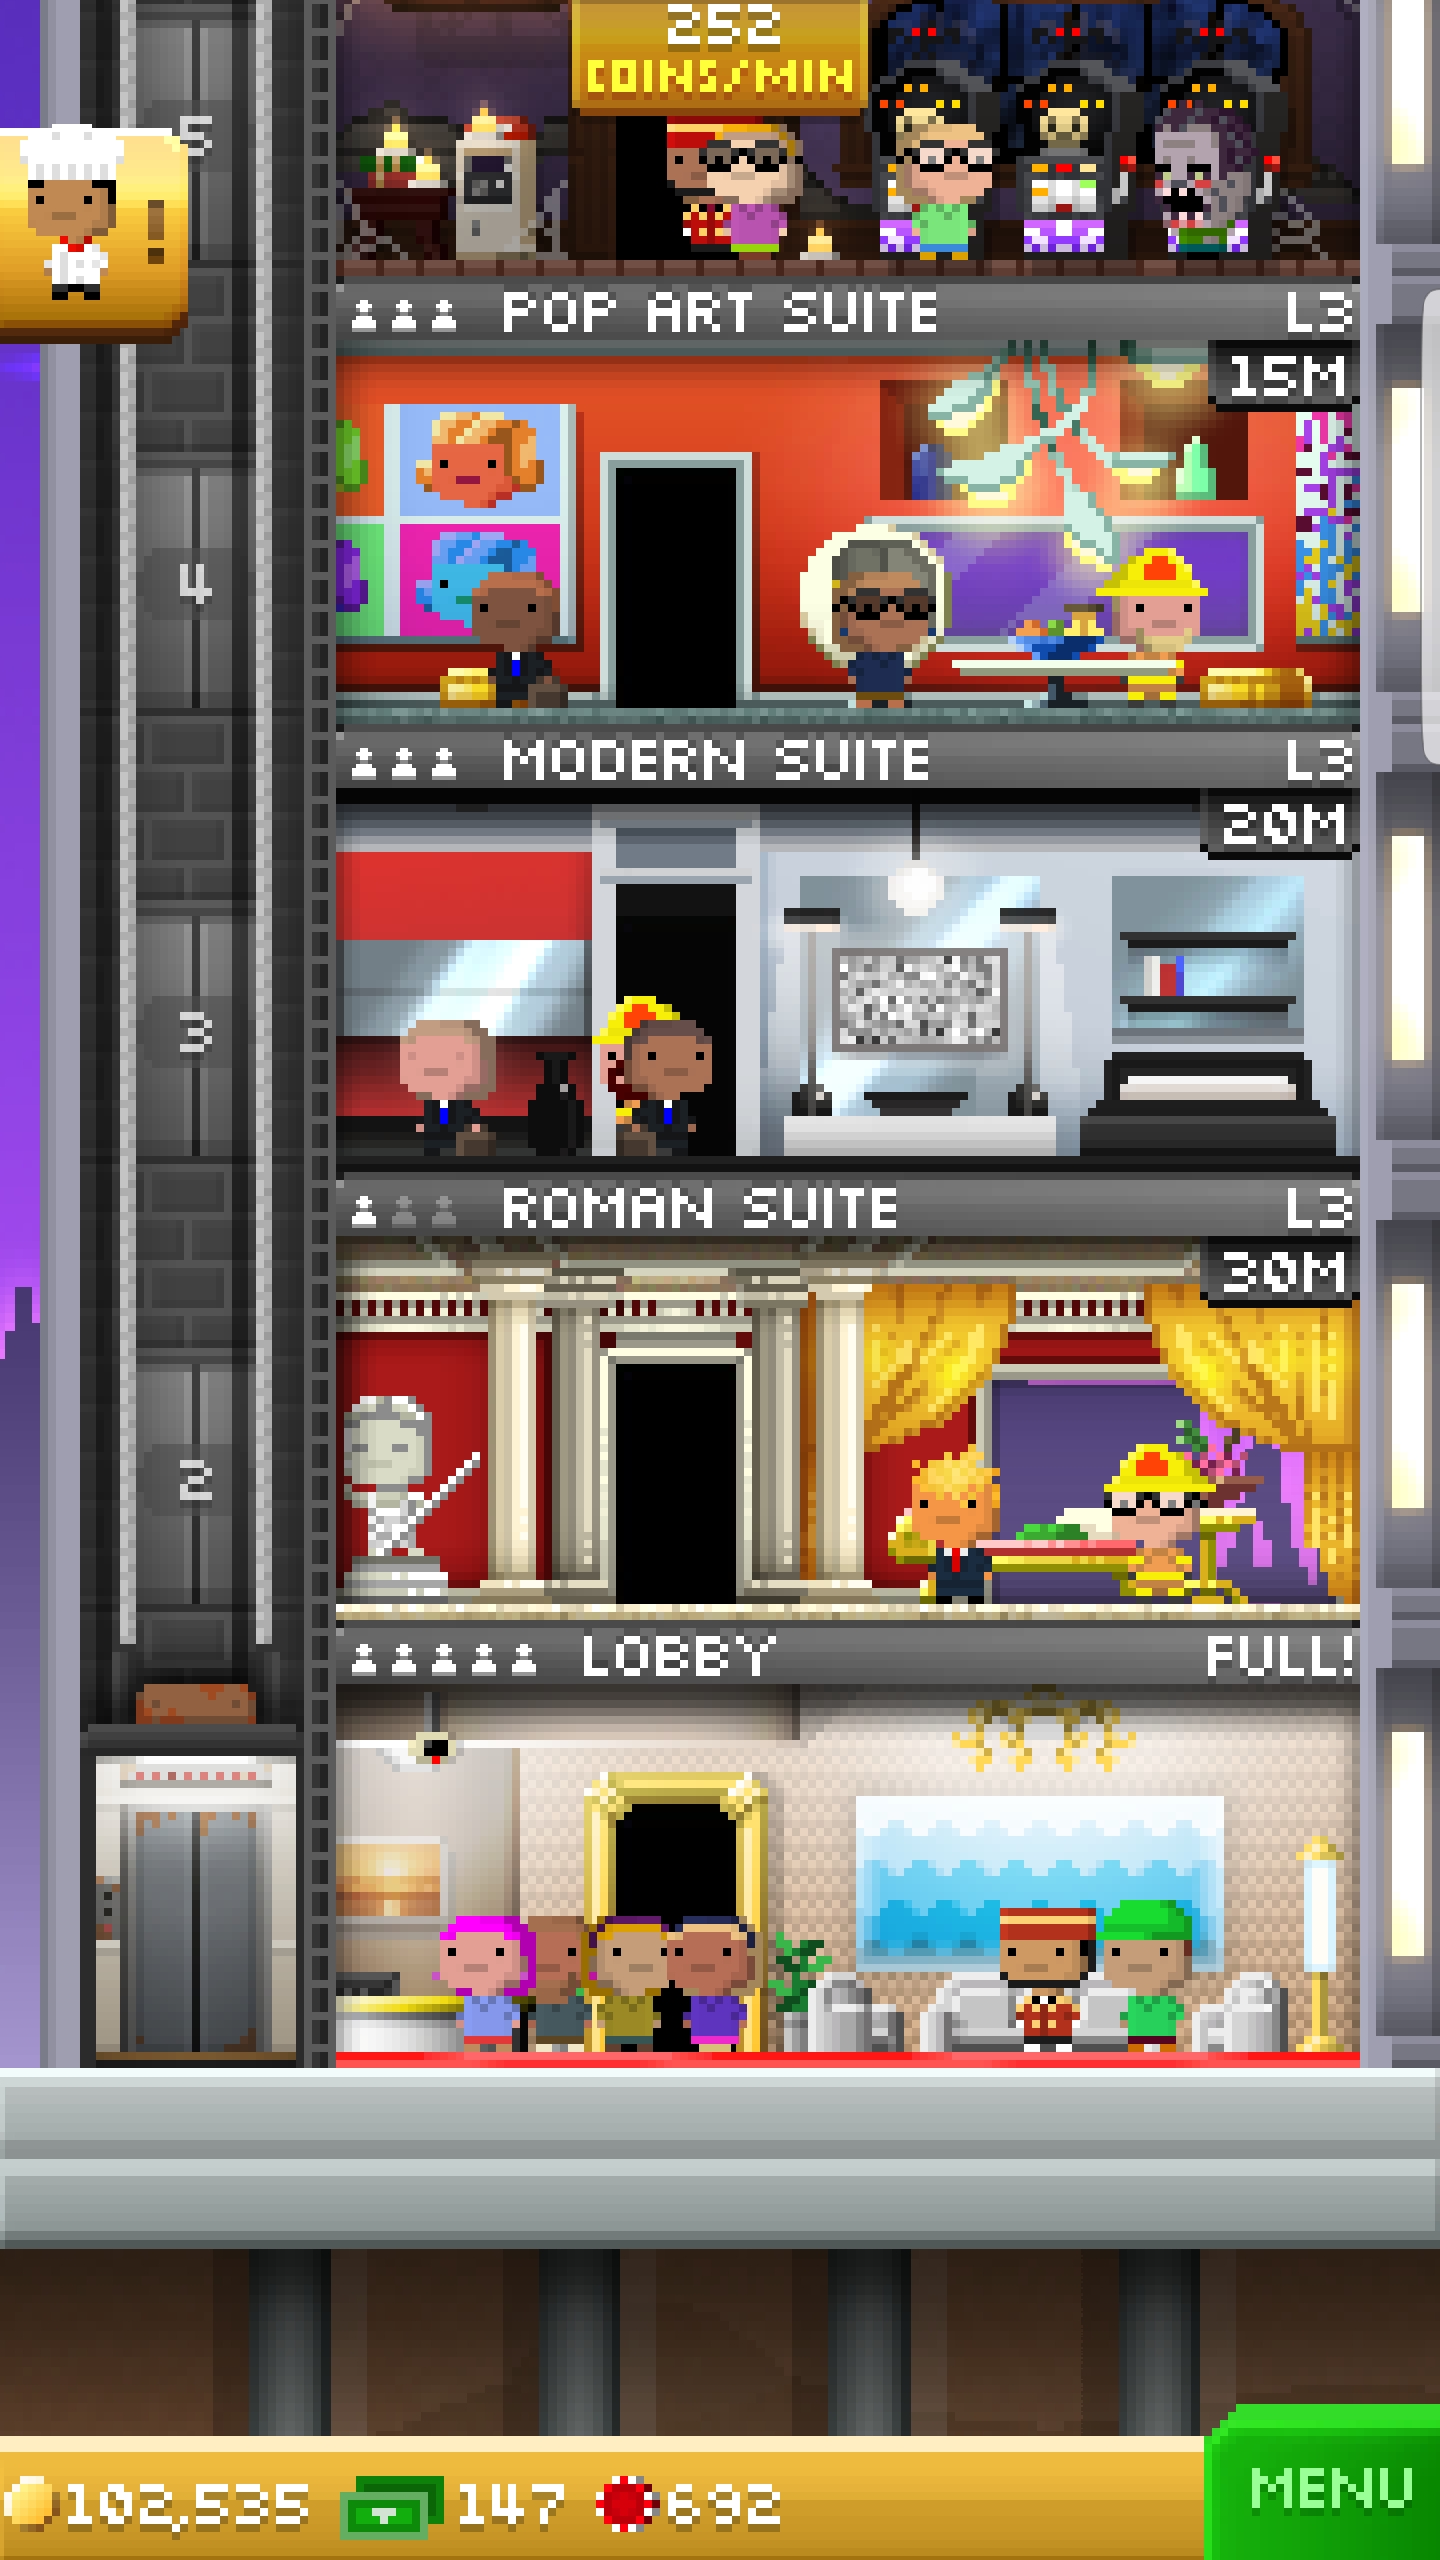 252
COINS/MIN
5
!
POP ART SUITE L3
15M
4
MODERN SUITE L3
20M
3
ROMAN SUITE L3
30M
2
LOBBY FULL!
102,535 147 692
MENU